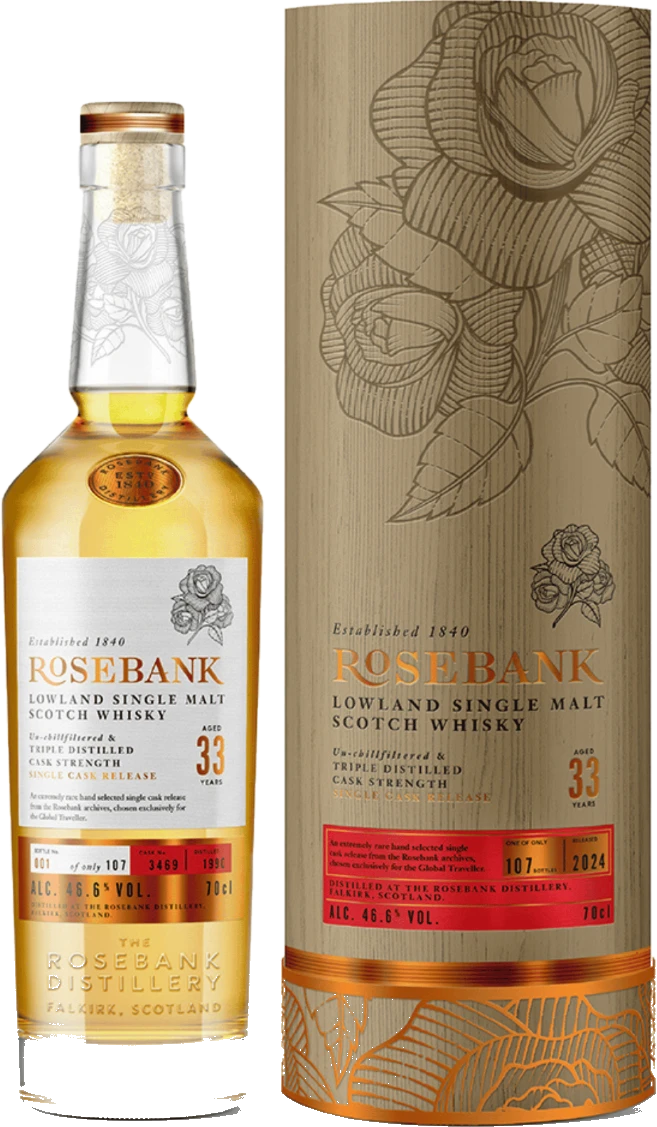 ROSEBANK
ESTD
1840
DISTILLERY
Established 1840
ROSEBANK
LOWLAND SINGLE MALT
SCOTCH WHISKY
Un-chillfiltered &
TRIPLE DISTILLED
CASK STRENGTH
SINGLE CASK RELEASE
AGED
33
YEARS
An extremely rare hand selected single cask release
from the Rosebank archives, chosen exclusively for
the Global Traveller.
BOTTLE No.
001
of only 107
CASK No.
3469
DISTILLED
1990
ALC. 46.6% VOL.
70cl
DISTILLED AT THE ROSEBANK DISTILLERY,
FALKIRK, SCOTLAND.
THE
ROSEBANK
DISTILLERY
FALKIRK, SCOTLAND
Established 1840
ROSEBANK
LOWLAND SINGLE MALT
SCOTCH WHISKY
Un-chillfiltered &
TRIPLE DISTILLED
CASK STRENGTH
SINGLE CASK RELEASE
AGED
33
YEARS
An extremely rare hand selected single
cask release from the Rosebank archives,
chosen exclusively for the Global Traveller.
ONE OF ONLY
107 BOTTLES
RELEASED
2024
DISTILLED AT THE ROSEBANK DISTILLERY,
FALKIRK, SCOTLAND.
ALC. 46.6% VOL.
70cl